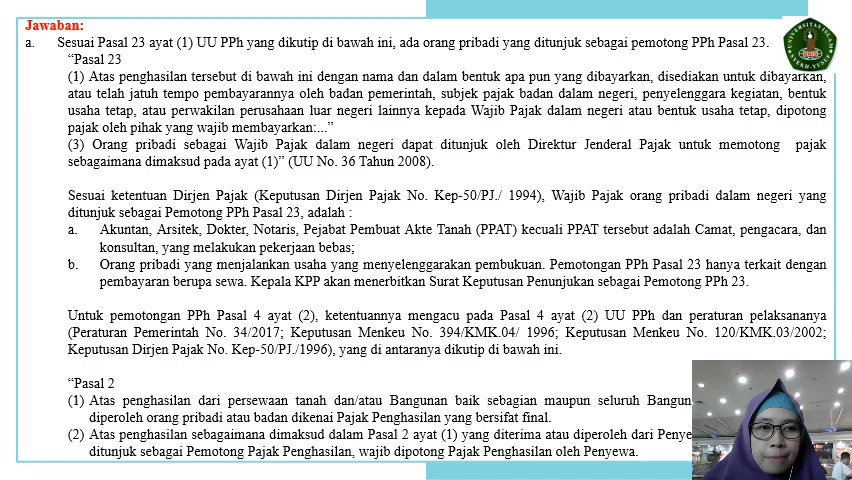 Jawaban:
a. Sesuai Pasal 23 ayat (1) UU PPh yang dikutip di bawah ini, ada orang pribadi yang ditunjuk sebagai pemotong PPh Pasal 23.
“Pasal 23
(1) Atas penghasilan tersebut di bawah ini dengan nama dan dalam bentuk apa pun yang dibayarkan, disediakan untuk dibayarkan,
atau telah jatuh tempo pembayarannya oleh badan pemerintah, subjek pajak badan dalam negeri, penyelenggara kegiatan, bentuk
usaha tetap, atau perwakilan perusahaan luar negeri lainnya kepada Wajib Pajak dalam negeri atau bentuk usaha tetap, dipotong
pajak oleh pihak yang wajib membayarkan:...”
(3) Orang pribadi sebagai Wajib Pajak dalam negeri dapat ditunjuk oleh Direktur Jenderal Pajak untuk memotong pajak
sebagaimana dimaksud pada ayat (1)” (UU No. 36 Tahun 2008).
Sesuai ketentuan Dirjen Pajak (Keputusan Dirjen Pajak No. Kep-50/PJ./ 1994), Wajib Pajak orang pribadi dalam negeri yang
ditunjuk sebagai Pemotong PPh Pasal 23, adalah :
a. Akuntan, Arsitek, Dokter, Notaris, Pejabat Pembuat Akte Tanah (PPAT) kecuali PPAT tersebut adalah Camat, pengacara, dan
konsultan, yang melakukan pekerjaan bebas;
b. Orang pribadi yang menjalankan usaha yang menyelenggarakan pembukuan. Pemotongan PPh Pasal 23 hanya terkait dengan
pembayaran berupa sewa. Kepala KPP akan menerbitkan Surat Keputusan Penunjukan sebagai Pemotong PPh 23.
Untuk pemotongan PPh Pasal 4 ayat (2), ketentuannya mengacu pada Pasal 4 ayat (2) UU PPh dan peraturan pelaksananya
(Peraturan Pemerintah No. 34/2017; Keputusan Menkeu No. 394/KMK.04/ 1996; Keputusan Menkeu No. 120/KMK.03/2002;
Keputusan Dirjen Pajak No. Kep-50/PJ./1996), yang di antaranya dikutip di bawah ini.
“Pasal 2
(1) Atas penghasilan dari persewaan tanah dan/atau Bangunan baik sebagian maupun seluruh Bangun
diperoleh orang pribadi atau badan dikenai Pajak Penghasilan yang bersifat final.
(2) Atas penghasilan sebagaimana dimaksud dalam Pasal 2 ayat (1) yang diterima atau diperoleh dari Penye
ditunjuk sebagai Pemotong Pajak Penghasilan, wajib dipotong Pajak Penghasilan oleh Penyewa.